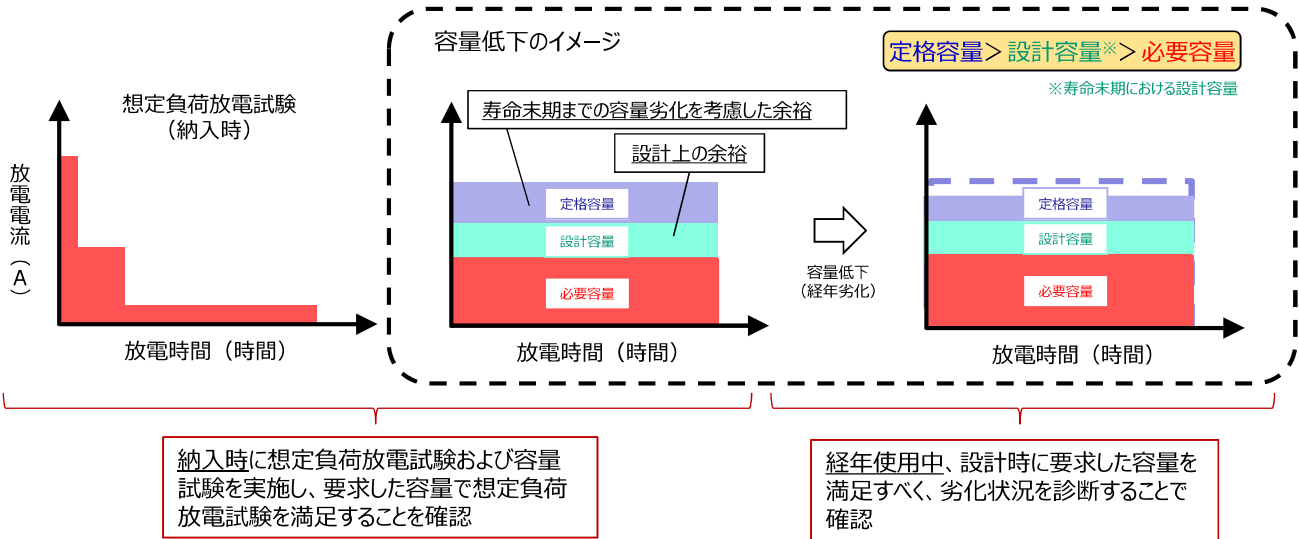 容量低下のイメージ
定格容量＞設計容量※＞必要容量
※寿命末期における設計容量
想定負荷放電試験
（納入時）
放電電流（A）
放電時間（時間）
寿命末期までの容量劣化を考慮した余裕
設計上の余裕
定格容量
設計容量
必要容量
放電時間（時間）
容量低下
（経年劣化）
定格容量
設計容量
必要容量
放電時間（時間）
納入時に想定負荷放電試験および容量
試験を実施し、要求した容量で想定負荷
放電試験を満足することを確認
経年使用中、設計時に要求した容量を
満足すべく、劣化状況を診断することで
確認